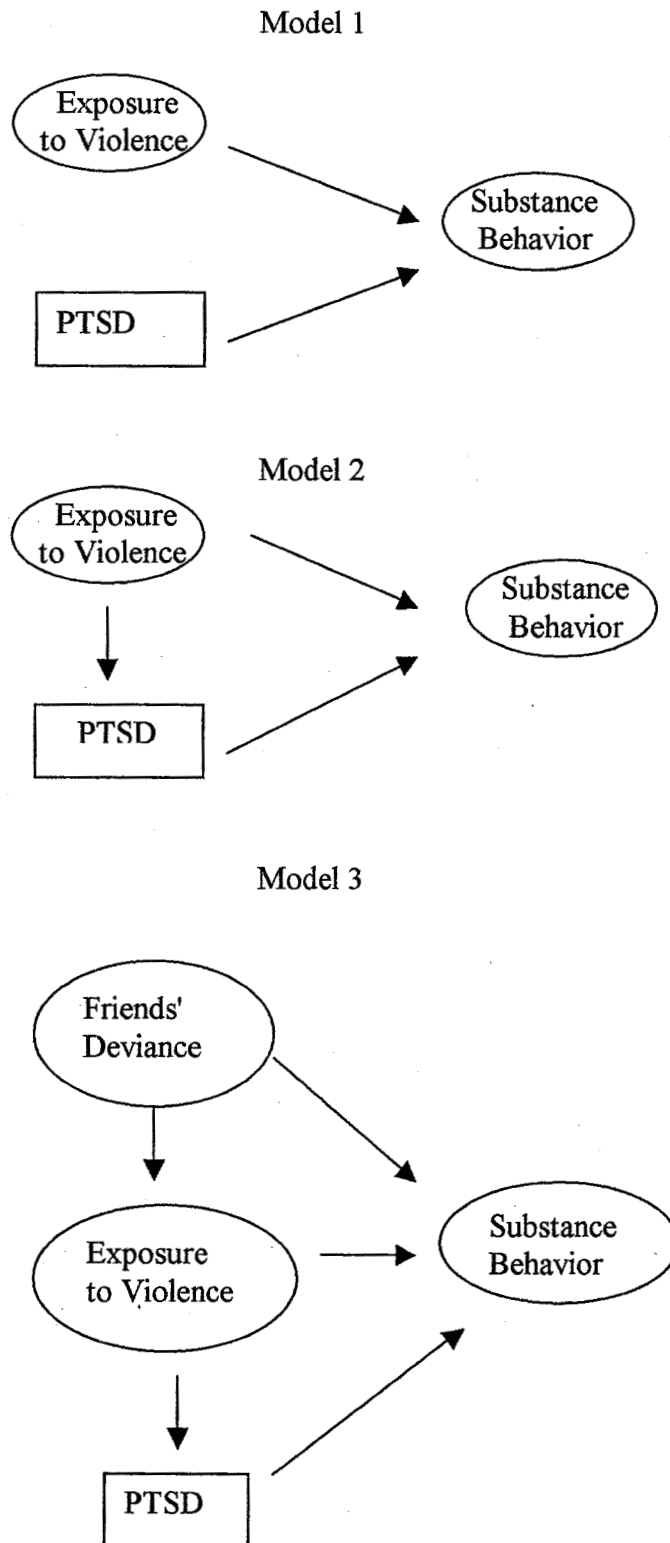 Model 1
Exposure
to Violence
Substance
Behavior
PTSD
Model 2
Exposure
to Violence
Substance
Behavior
PTSD
Model 3
Friends'
Deviance
Exposure
to Violence
Substance
Behavior
PTSD